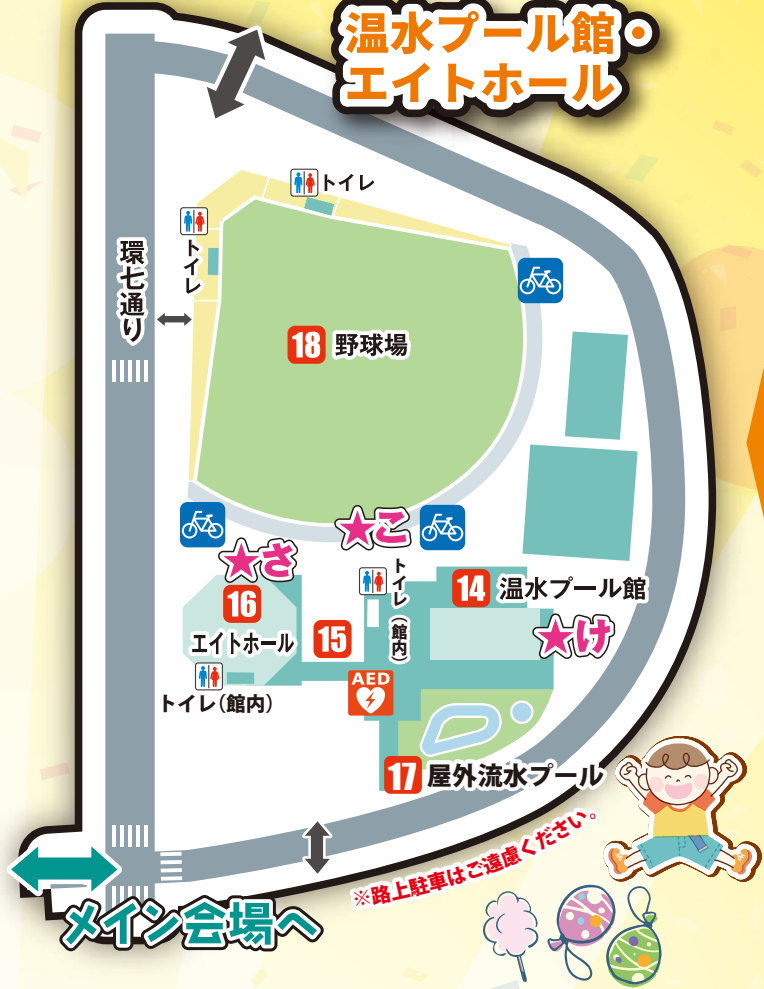 温水プール館・
エイトホール
トイレ
トイレ
環七通り
18 野球場
★こ
★さ
トイレ(館内)
14 温水プール館
16
エイトホール
15
★け
AED
トイレ(館内)
17 屋外流水プール
※路上駐車はご遠慮ください。
メイン会場へ